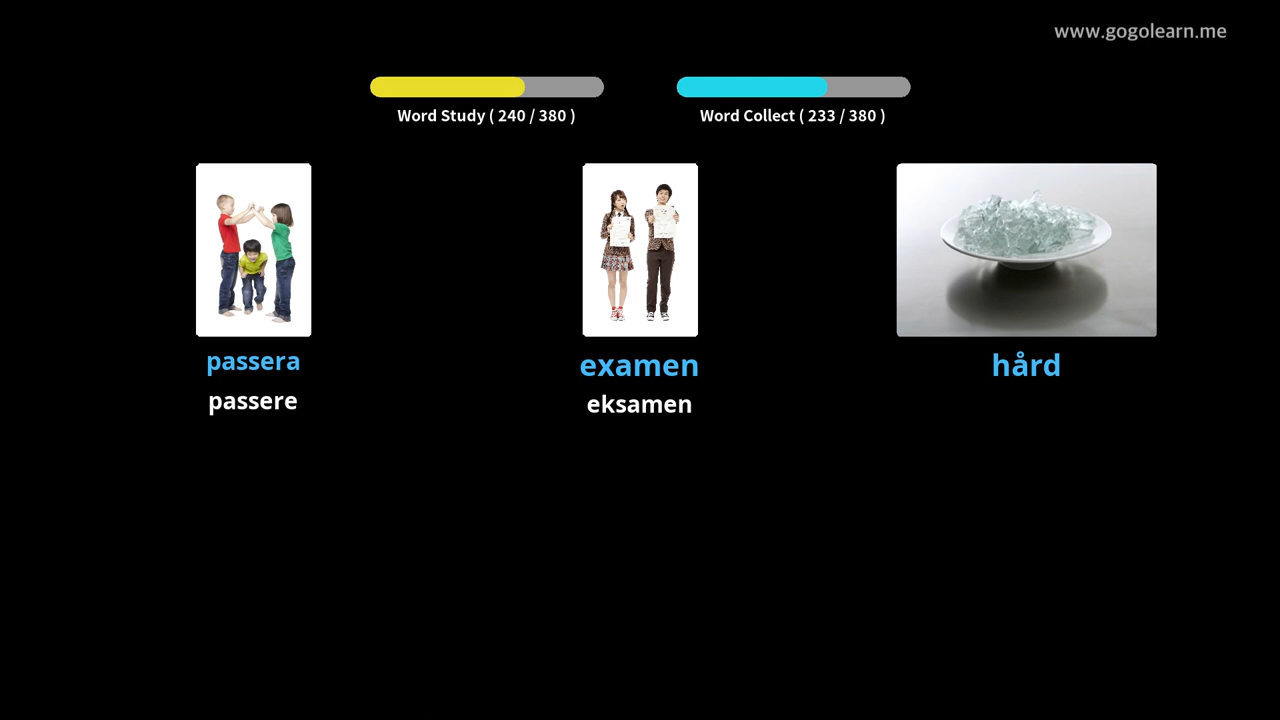 www.gogolearn.me
Word Study ( 240 / 380 )
Word Collect ( 233 / 380 )
passera
passere
examen
eksamen
hård